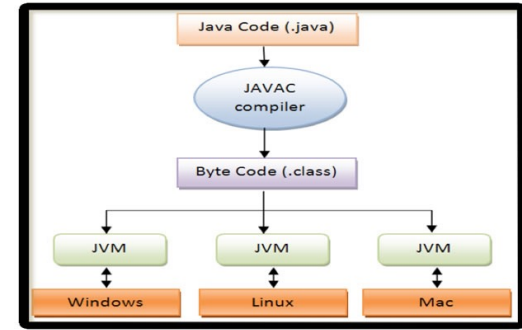 Java Code (.java)
JAVAC
compiler
Byte Code (.class)
JVM
JVM
JVM
Windows
Linux
Mac